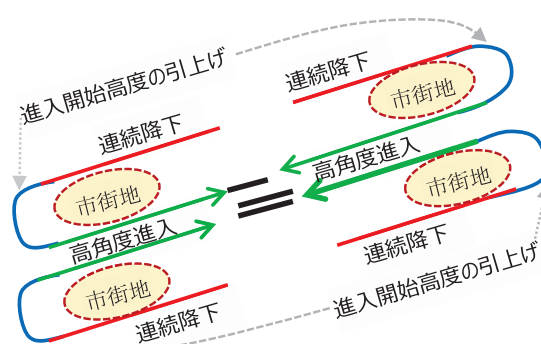 進入開始高度の引上げ
連続降下
連続降下
市街地
市街地
高角度進入
高角度進入
市街地
市街地
連続降下
連続降下
進入開始高度の引上げ